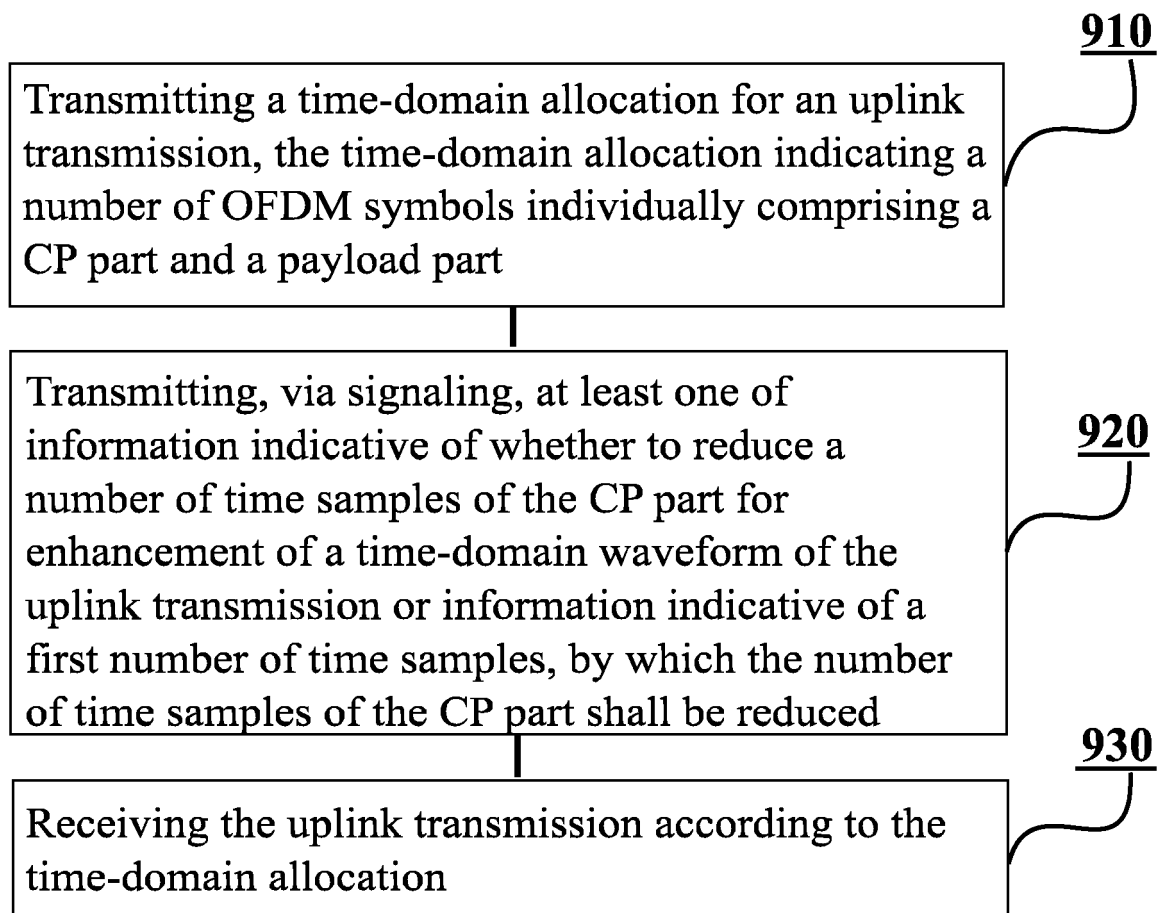 910
Transmitting a time-domain allocation for an uplink
transmission, the time-domain allocation indicating a
number of OFDM symbols individually comprising a
CP part and a payload part
920
Transmitting, via signaling, at least one of
information indicative of whether to reduce a
number of time samples of the CP part for
enhancement of a time-domain waveform of the
uplink transmission or information indicative of a
first number of time samples, by which the number
of time samples of the CP part shall be reduced
930
Receiving the uplink transmission according to the
time-domain allocation